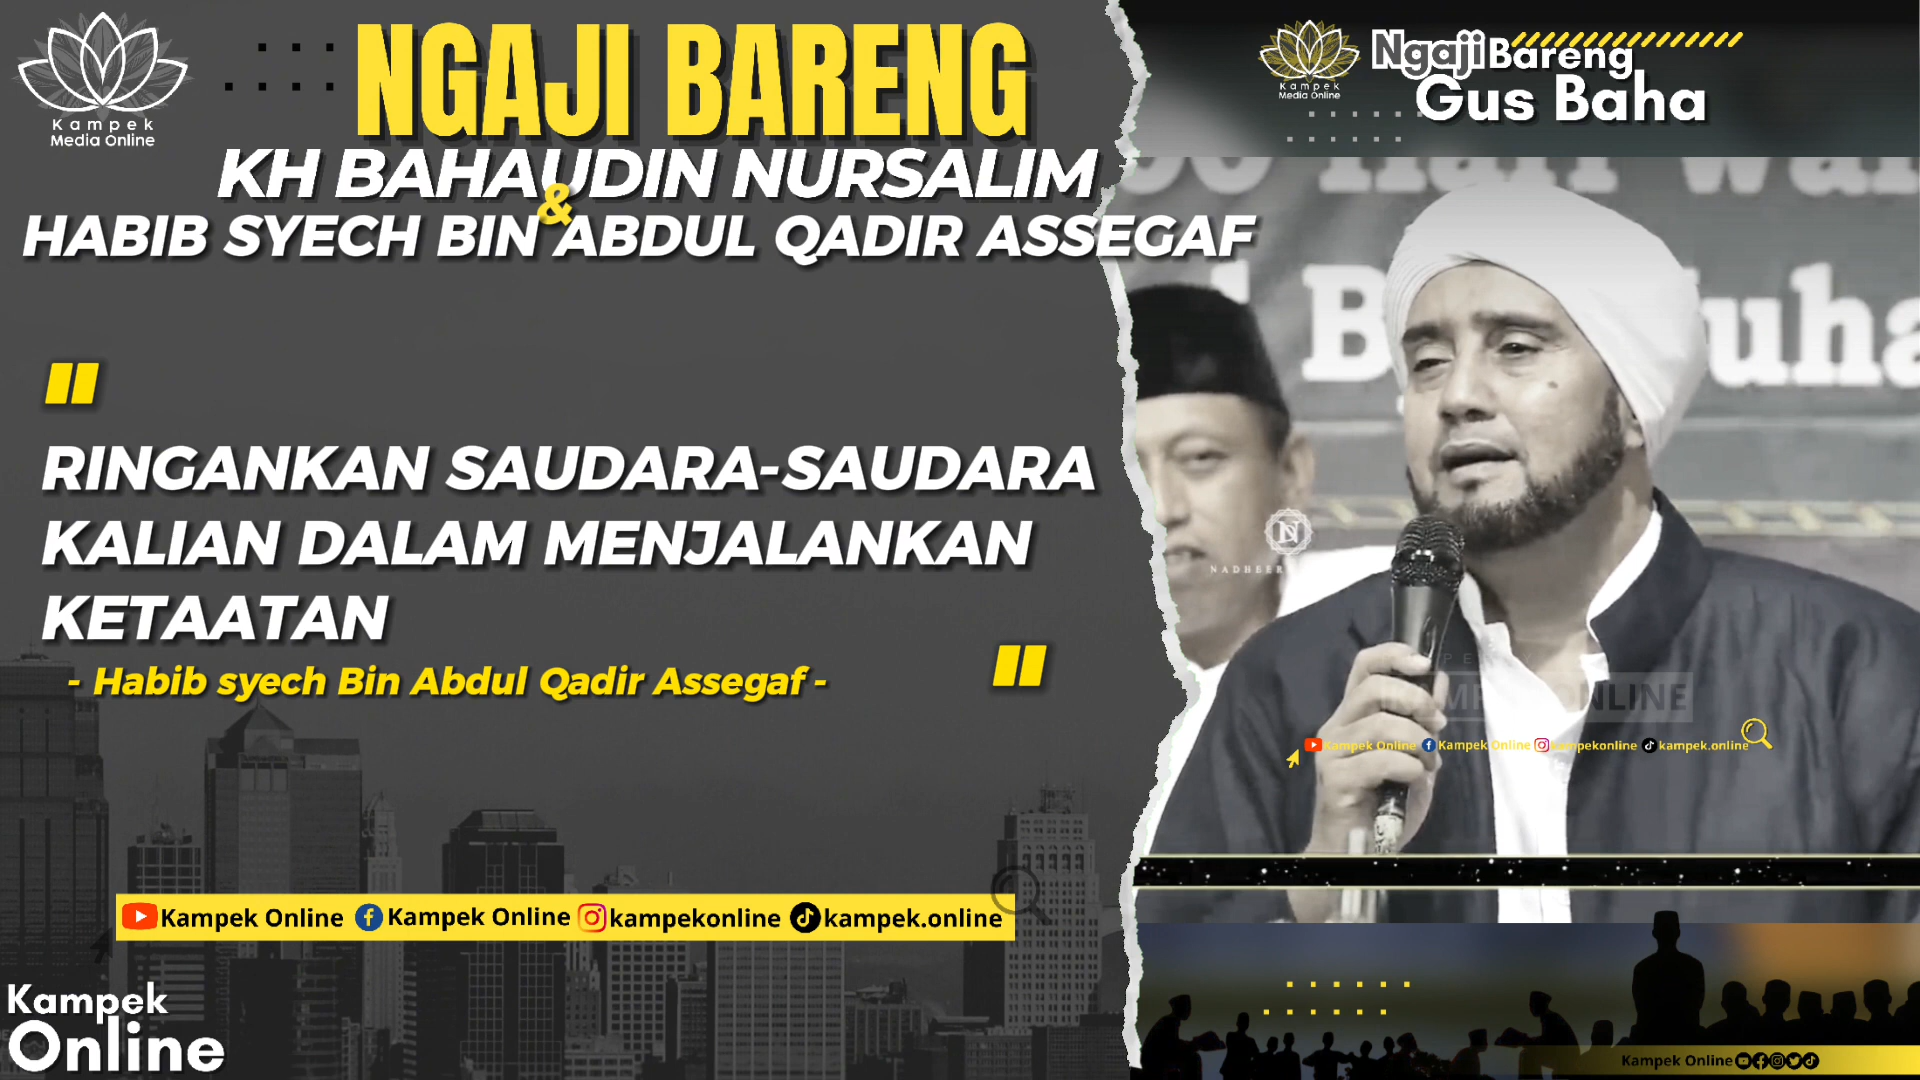 Kampek
Media Online
NGAJI BARENG
KH BAHAUDIN NURSALIM
&
HABIB SYECH BIN ABDUL QADIR ASSEGAF
"
RINGANKAN SAUDARA-SAUDARA
KALIAN DALAM MENJALANKAN
KETAATAN
- Habib syech Bin Abdul Qadir Assegaf -
"
Kampek Online Kampek Online kampekonline kampek.online
Kampek
Online
Kampek
Media Online
Ngaji Bareng
Gus Baha
N
Kampek Online Kampek Online kampekonline kampek.online
Kampek Online